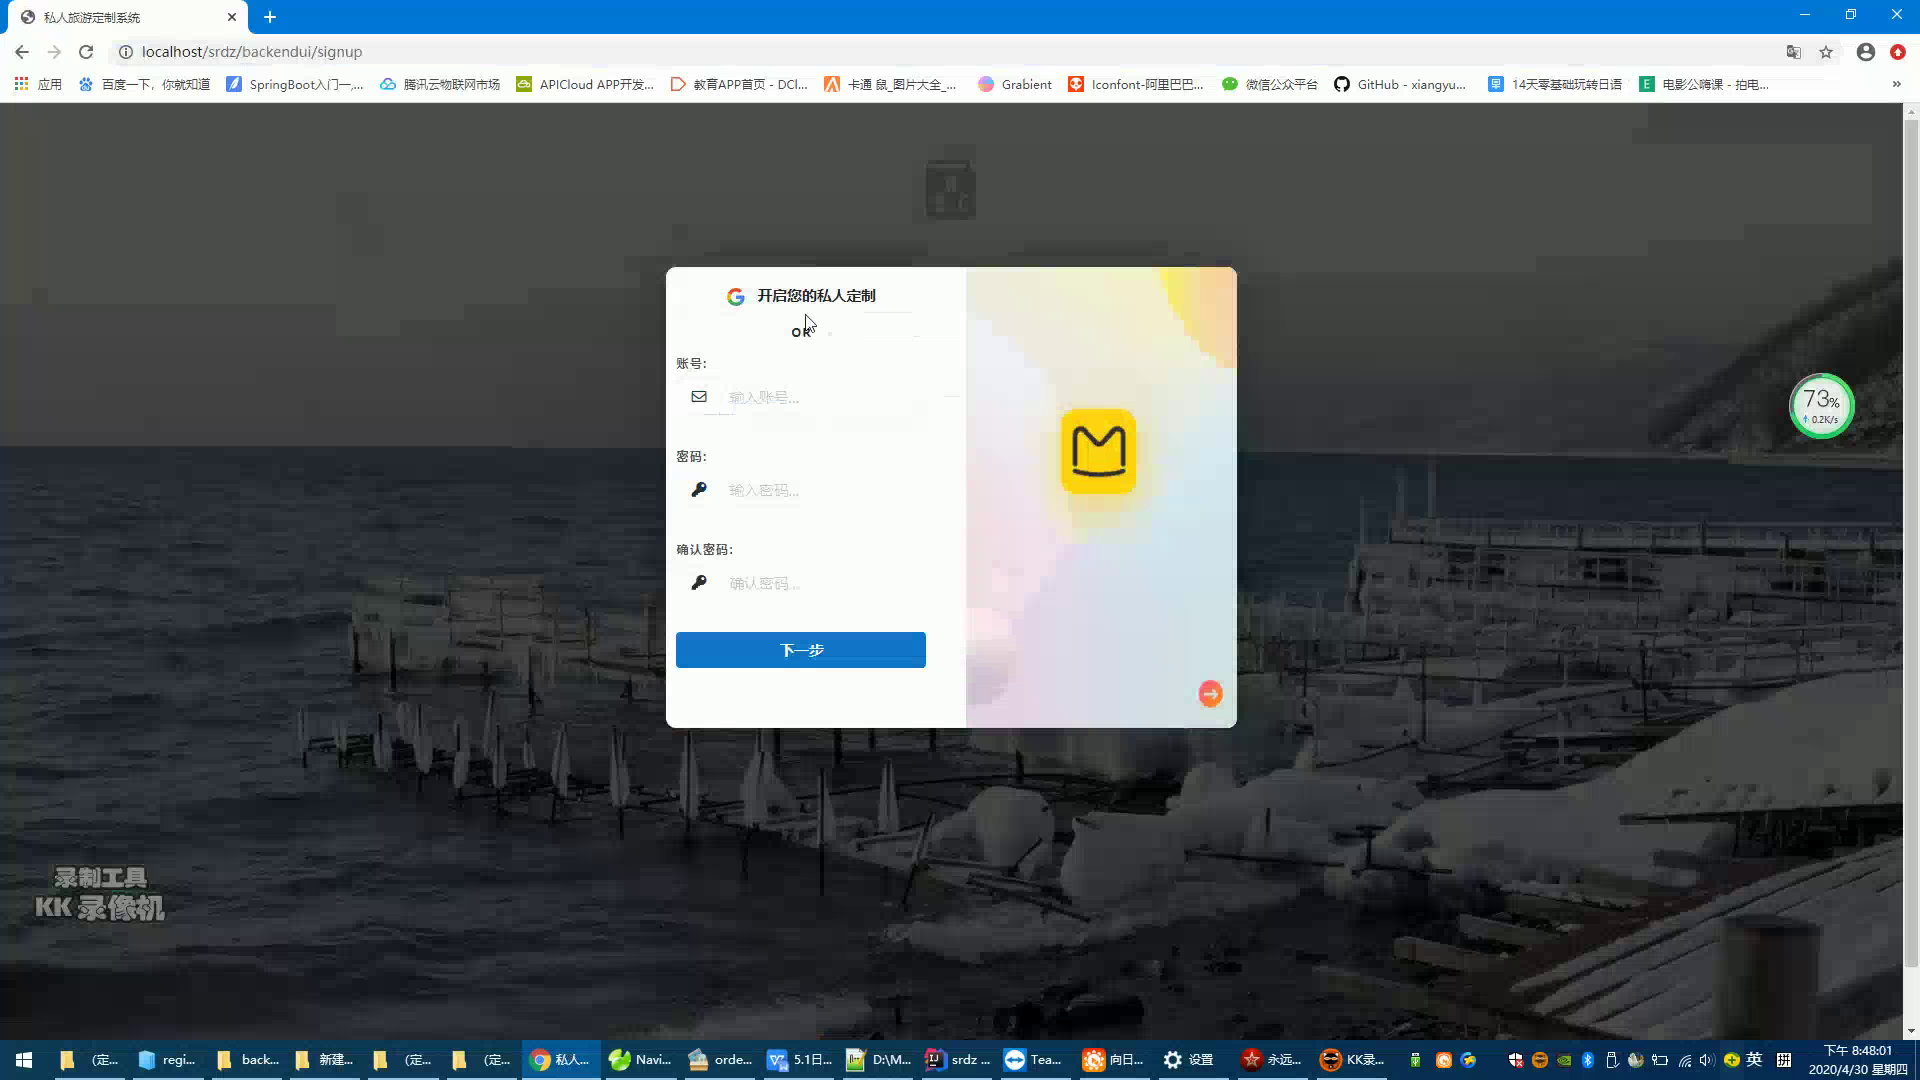 私人旅游定制系统
localhost/srdz/backendui/signup
应用
百度一下，你就知道
SpringBoot入门一,...
腾讯云物联网市场
APICloud APP开发...
教育APP首页 - DCl...
卡通 鼠_图片大全_...
Grabient
Iconfont-阿里巴巴...
微信公众平台
GitHub - xiangyu...
14天零基础玩转日语
电影公嗨课 - 拍电...
»
开启您的私人定制
OR
账号:
输入账号...
密码:
输入密码...
确认密码:
确认密码...
下一步
73%
0.2K/s
录制工具
KK 录像机
(定...
regi...
back...
新建...
(定...
(定...
私人...
Navi...
orde...
5.1日...
D:\M...
srdz ...
Tea...
向日...
设置
永远...
KK录...
英
拼
下午 8:48:01
2020/4/30 星期四